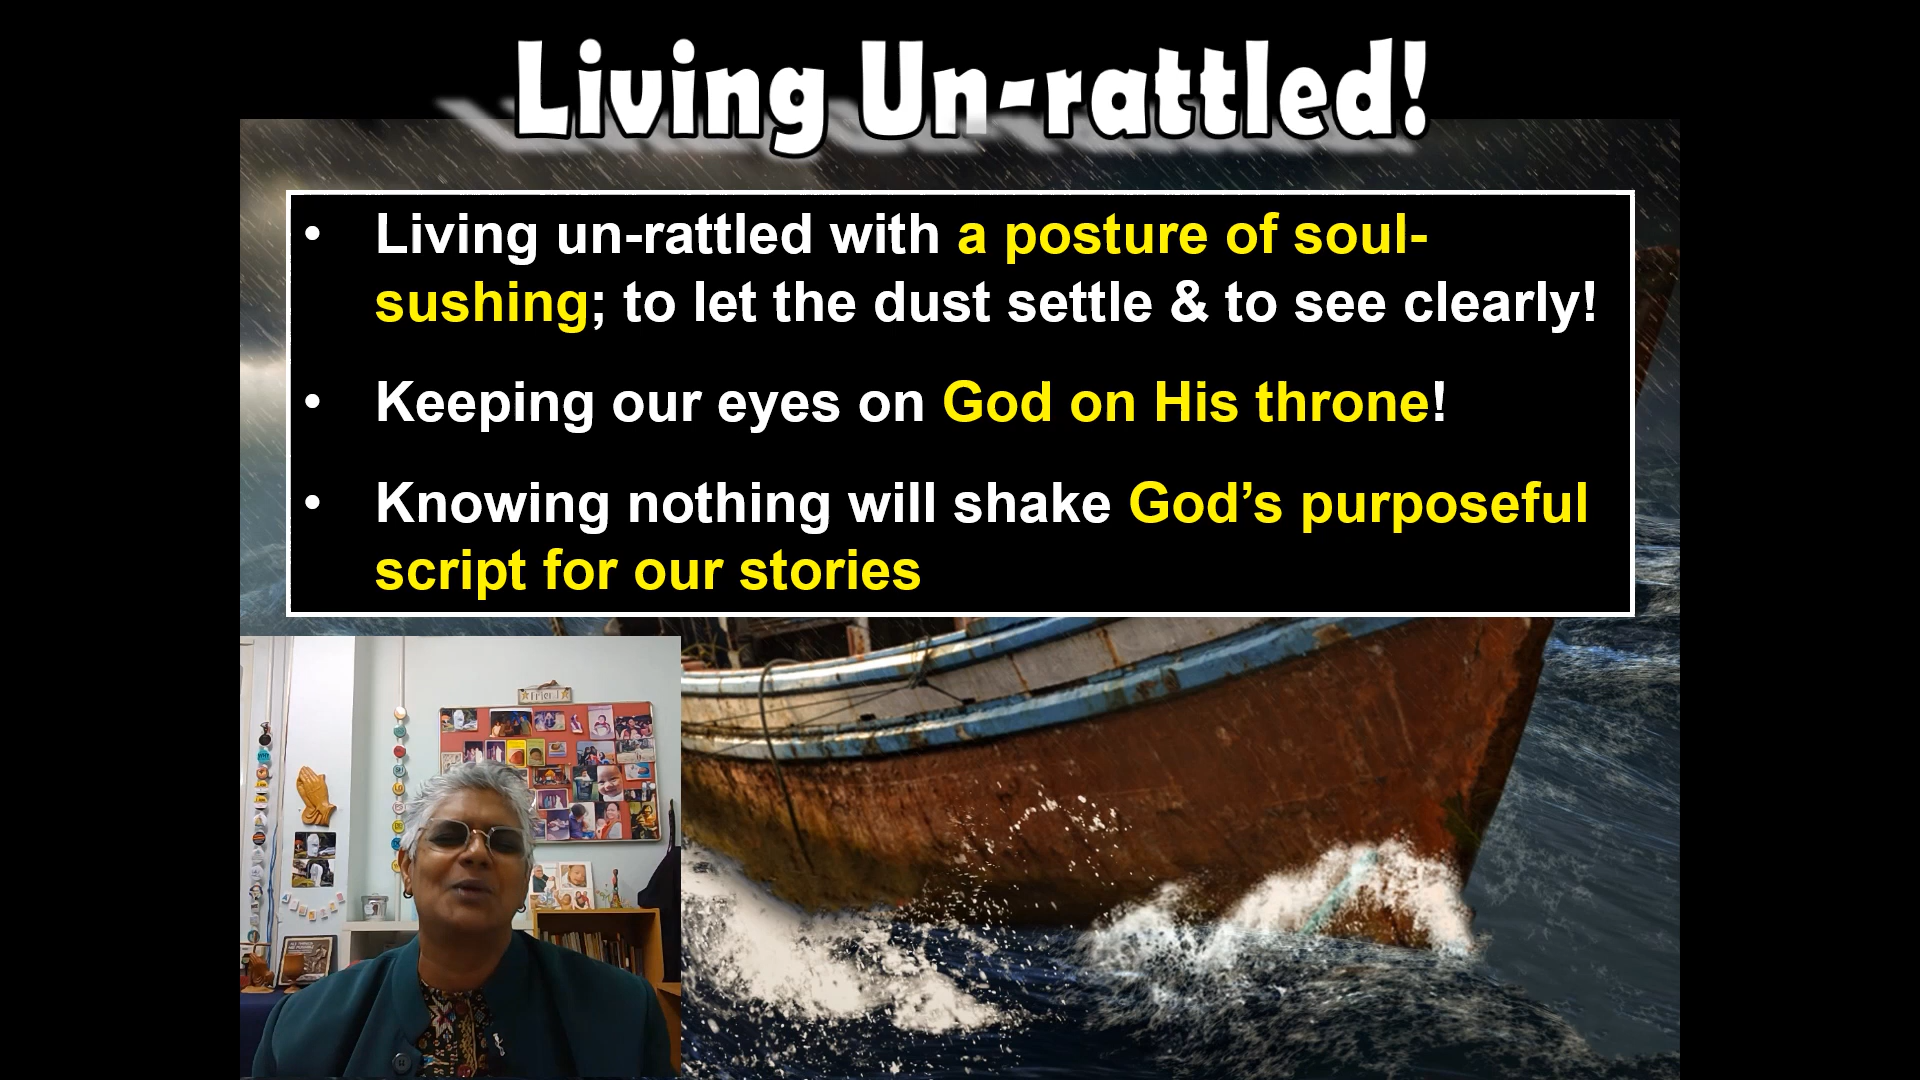 Living Un-rattled!
• Living un-rattled with a posture of soul-
sushing; to let the dust settle & to see clearly!
• Keeping our eyes on God on His throne!
• Knowing nothing will shake God’s purposeful
script for our stories